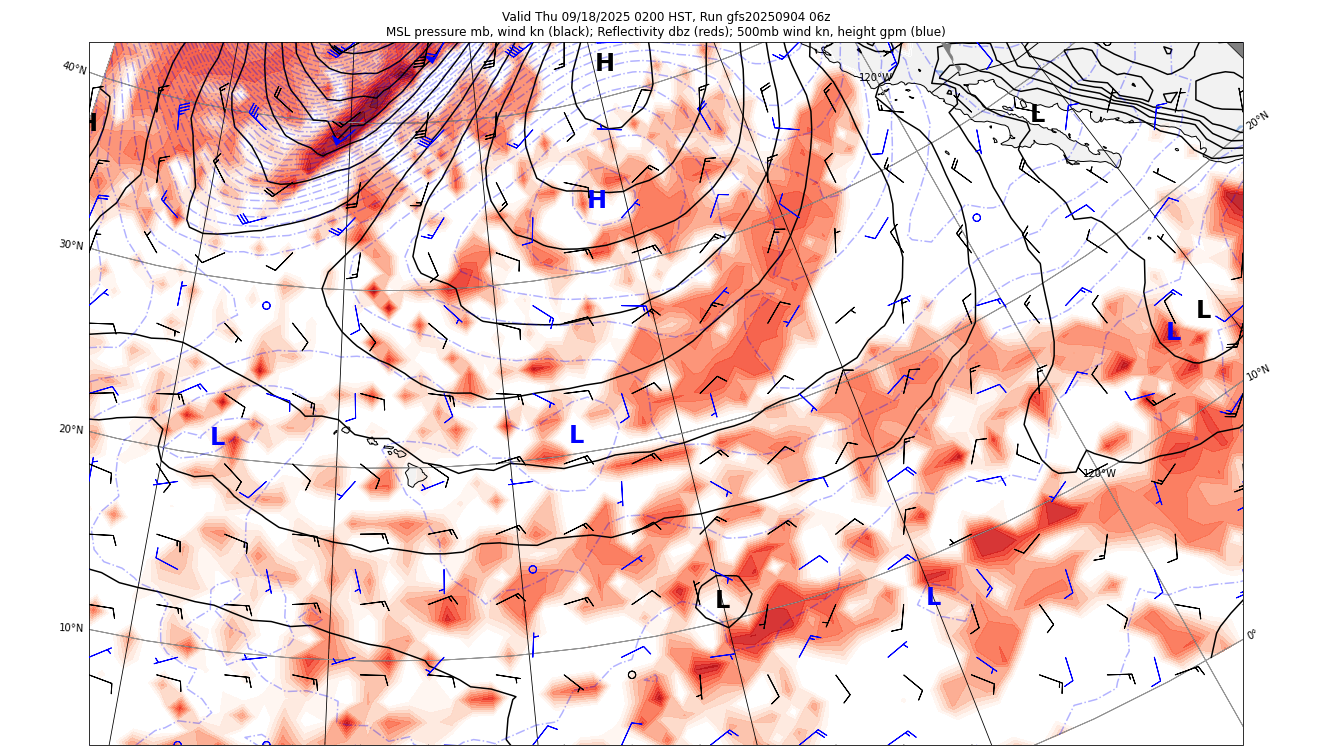 Valid Thu 09/18/2025 0200 HST, Run gfs20250904 06z
MSL pressure mb, wind kn (black); Reflectivity dbz (reds); 500mb wind kn, height gpm (blue)
H
40°N
120°W
L
H
20°N
H
30°N
L
L
10°N
20°N
L
L
120°W
L
L
10°N
0°